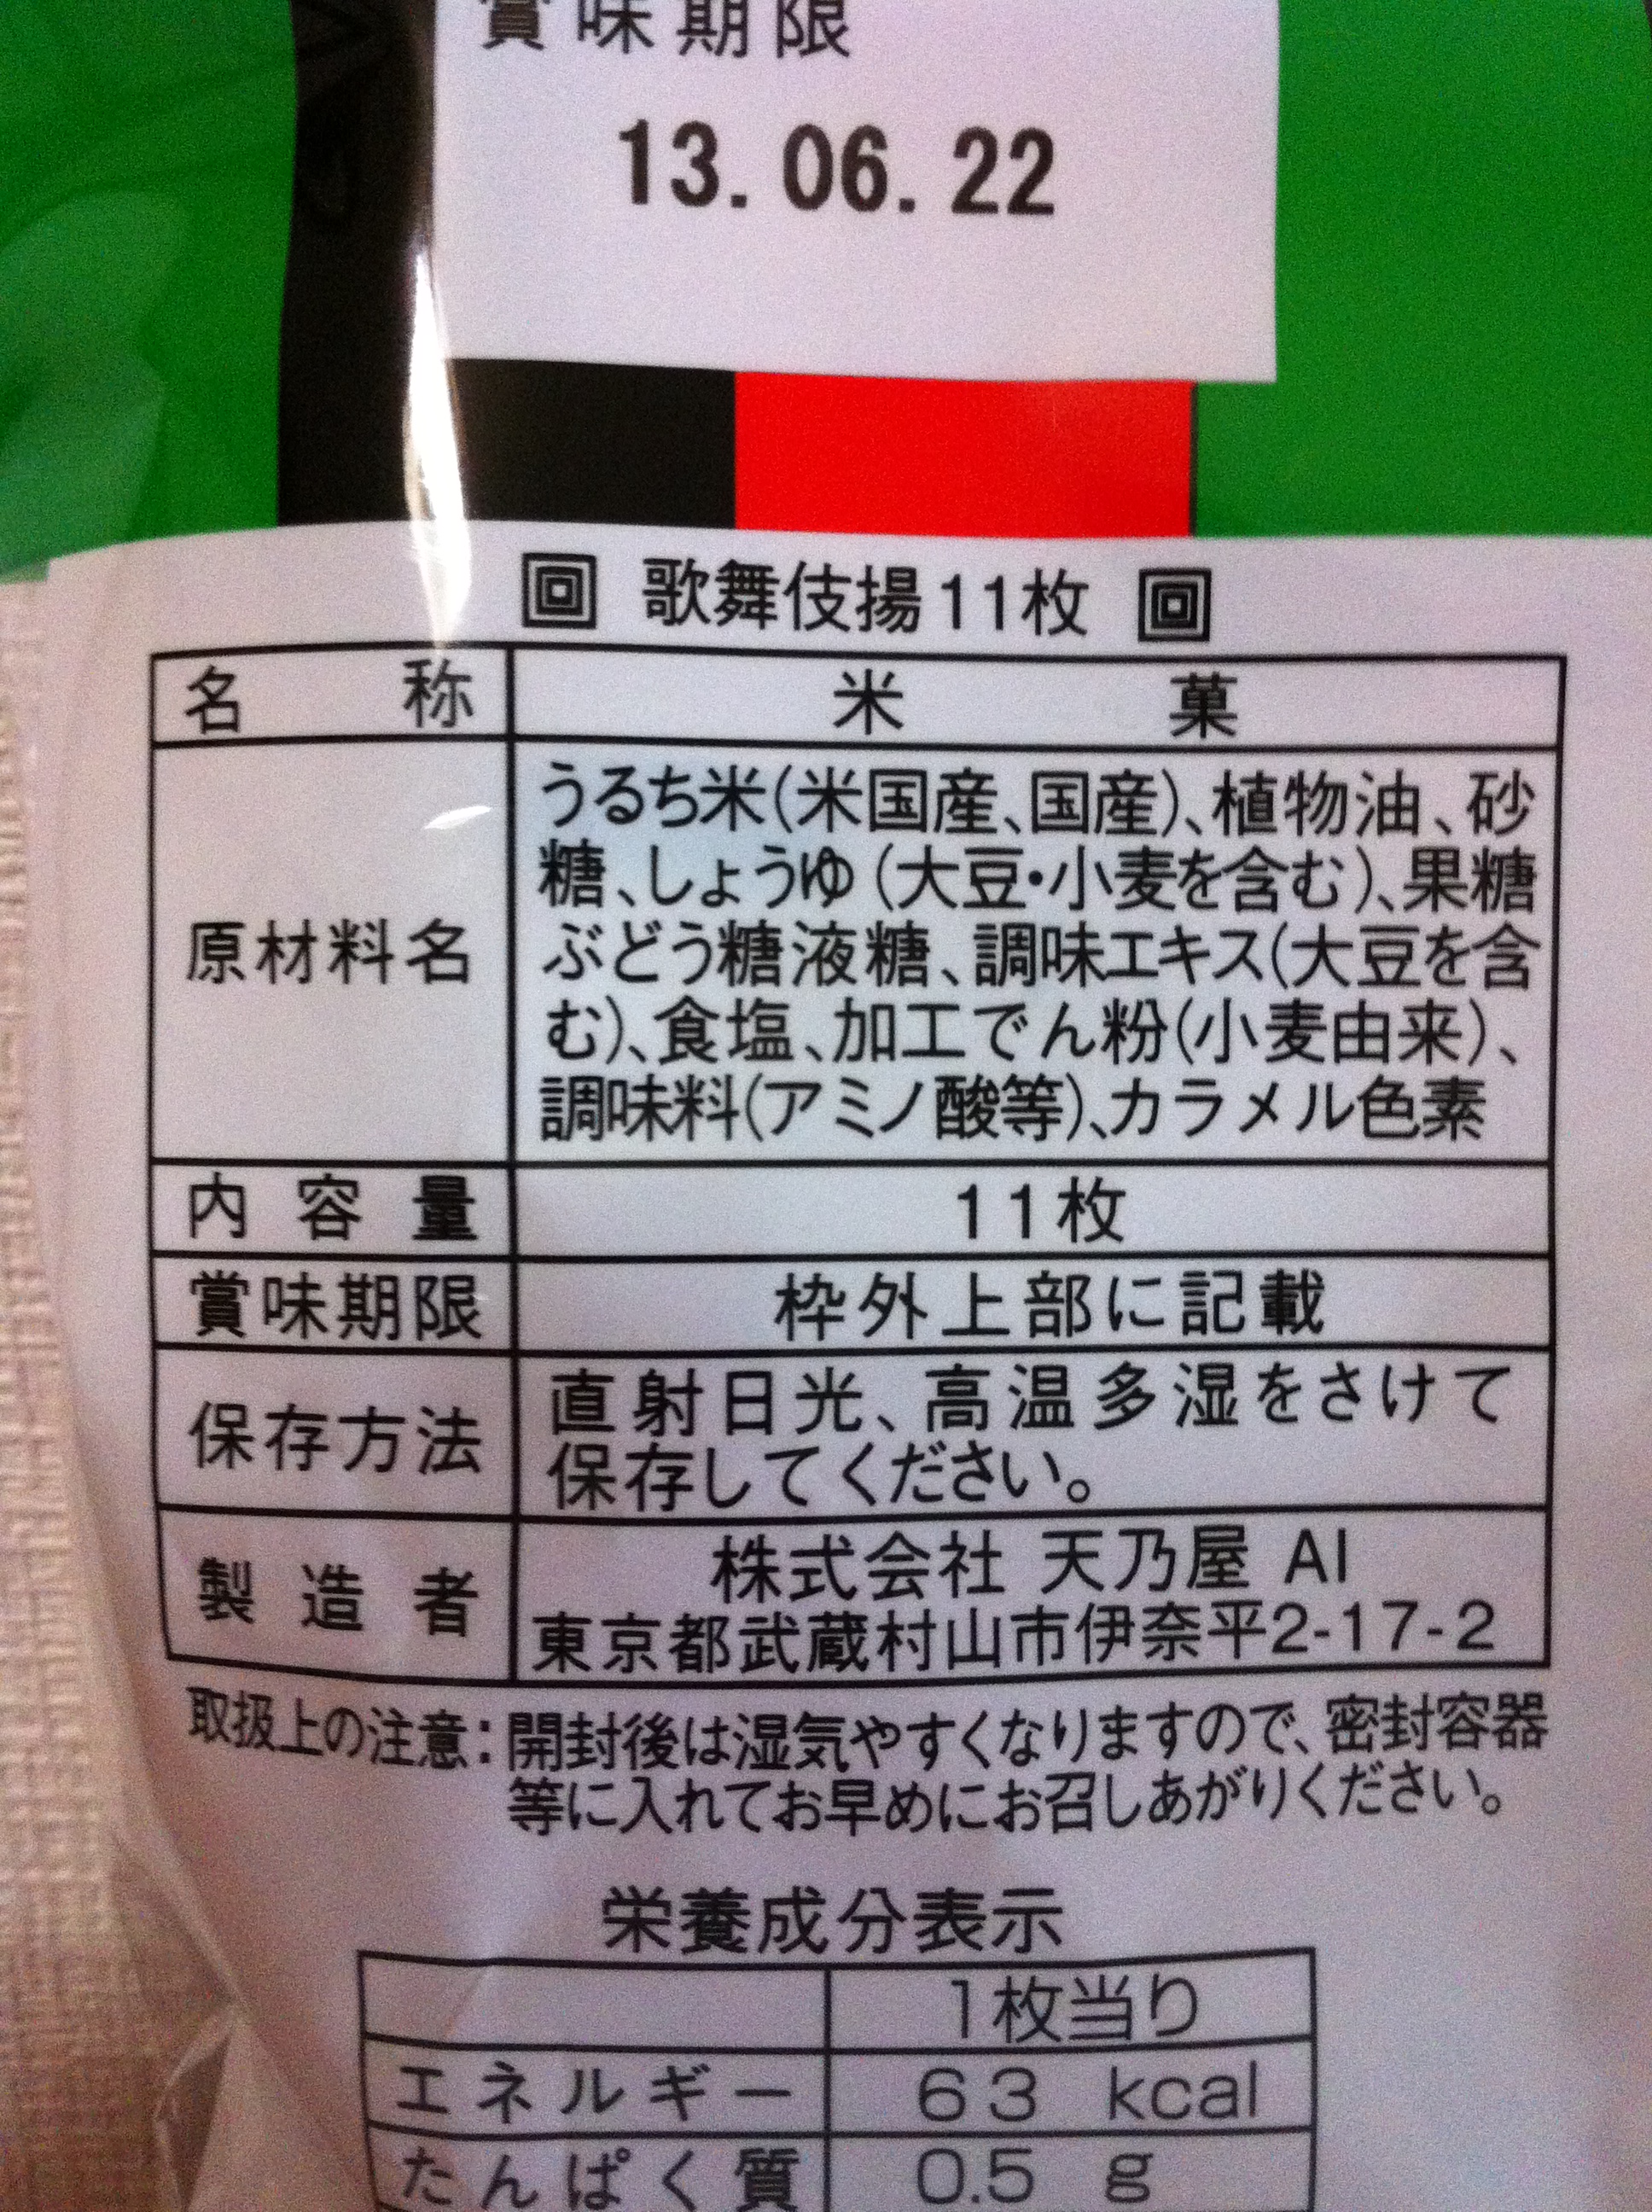 賞味期限
13.06.22
歌舞伎揚11枚
名称 米菓
原材料名 うるち米(米国産、国産)、植物油、砂
糖、しょうゆ(大豆・小麦を含む)、果糖
ぶどう糖液糖、調味エキス(大豆を含
む)、食塩、加工でん粉(小麦由来)、
調味料(アミノ酸等)、カラメル色素
内容量 11枚
賞味期限 枠外上部に記載
保存方法 直射日光、高温多湿をさけて
保存してください。
製造者 株式会社 天乃屋 AI
東京都武蔵村山市伊奈平2-17-2
取扱上の注意：開封後は湿気やすくなりますので、密封容器
等に入れてお早めにお召しあがりください。
栄養成分表示
1枚当り
エネルギー 63 kcal
たんぱく質 0.5 g